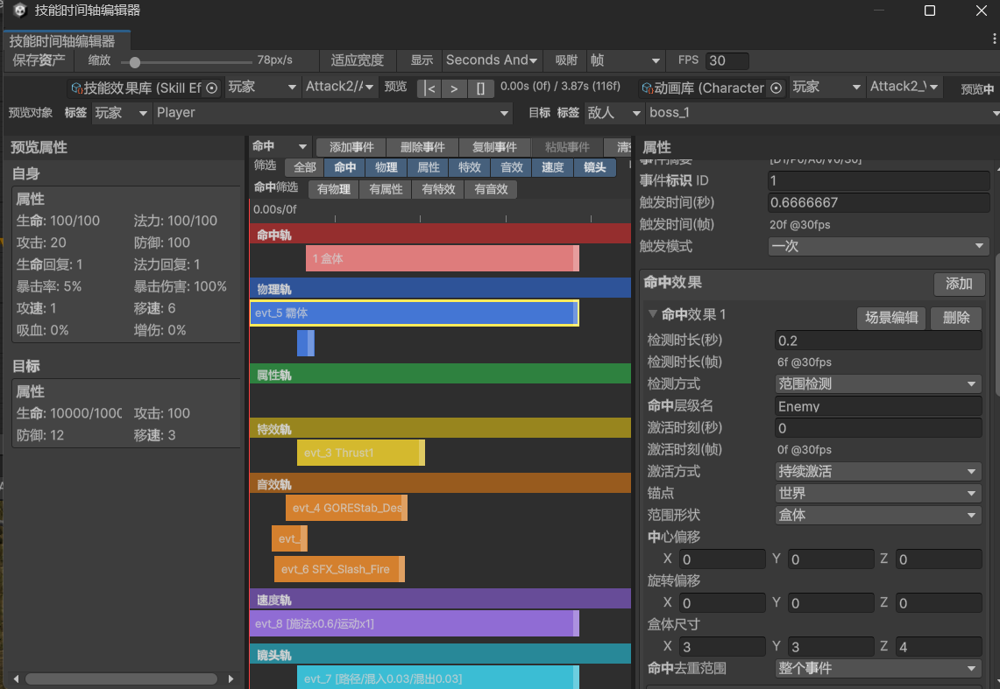 技能时间轴编辑器
技能时间轴编辑器
保存资产 缩放 78px/s 适应宽度 显示 Seconds And 吸附 帧 FPS 30
技能效果库 (Skill Ef 玩家 Attack2/ 预览 |< > [] 0.00s (0f) / 3.87s (116f) 动画库 (Character 玩家 Attack2_ 预览中
预览对象 标签 玩家 Player 目标 标签 敌人 boss_1
预览属性
自身
属性
生命: 100/100 法力: 100/100
攻击: 20 防御: 100
生命回复: 1 法力回复: 1
暴击率: 5% 暴击伤害: 100%
攻速: 1 移速: 6
吸血: 0% 增伤: 0%
目标
属性
生命: 10000/1000 攻击: 100
防御: 12 移速: 3
命中 添加事件 删除事件 复制事件 粘贴事件 清
筛选 全部 命中 物理 属性 特效 音效 速度 镜头
命中筛选 有物理 有属性 有特效 有音效
0.00s/0f
命中轨
1 盒体
物理轨
evt_5 霸体
属性轨
特效轨
evt_3 Thrust1
音效轨
evt_4 GOREStab_Des
evt_
evt_6 SFX_Slash_Fire
速度轨
evt_8 [施法x0.6/运动x1]
镜头轨
evt_7 [路径/混入0.03/混出0.03]
属性
事件摘要
事件标识 ID 1
触发时间(秒) 0.6666667
触发时间(帧) 20f @30fps
触发模式 一次
命中效果 添加
命中效果 1 场景编辑 删除
检测时长(秒) 0.2
检测时长(帧) 6f @30fps
检测方式 范围检测
命中层级名 Enemy
激活时刻(秒) 0
激活时刻(帧) 0f @30fps
激活方式 持续激活
锚点 世界
范围形状 盒体
中心偏移
X 0 Y 0 Z 0
旋转偏移
X 0 Y 0 Z 0
盒体尺寸
X 3 Y 3 Z 4
命中去重范围 整个事件